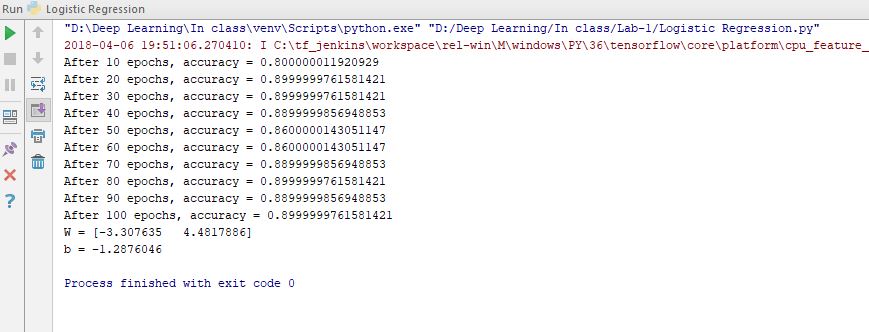 Run Logistic Regression
"D:\Deep Learning\In class\venv\Scripts\python.exe" "D:/Deep Learning/In class/Lab-1/Logistic Regression.py"
2018-04-06 19:51:06.270410: I C:\tf_jenkins\workspace\rel-win\M\windows\PY\36\tensorflow\core\platform\cpu_feature_
After 10 epochs, accuracy = 0.800000011920929
After 20 epochs, accuracy = 0.8999999761581421
After 30 epochs, accuracy = 0.8999999761581421
After 40 epochs, accuracy = 0.8899999856948853
After 50 epochs, accuracy = 0.8600000143051147
After 60 epochs, accuracy = 0.8600000143051147
After 70 epochs, accuracy = 0.8899999856948853
After 80 epochs, accuracy = 0.8999999761581421
After 90 epochs, accuracy = 0.8899999856948853
After 100 epochs, accuracy = 0.8999999761581421
W = [-3.307635   4.4817886]
b = -1.2876046
Process finished with exit code 0